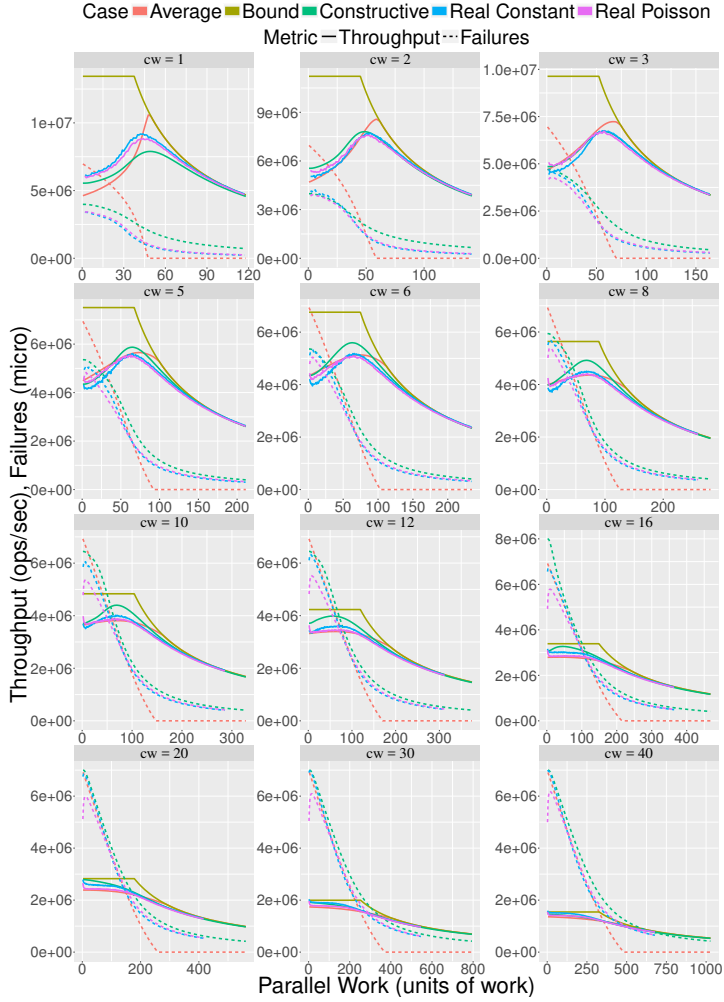 Case Average Bound Constructive Real Constant Real Poisson
Metric Throughput Failures
Throughput (ops/sec), Failures (micro)
cw = 1
cw = 2
cw = 3
1e+07
5e+06
0e+00
0 40 80 120
9e+06
6e+06
3e+06
0e+00
0 50 100
1.0e+07
7.5e+06
5.0e+06
2.5e+06
0.0e+00
0 50 100 150
cw = 5
cw = 6
cw = 8
6e+06
4e+06
2e+06
0e+00
0 50 100 150 200
6e+06
4e+06
2e+06
0e+00
0 50 100 150 200
6e+06
4e+06
2e+06
0e+00
0 100 200
cw = 10
cw = 12
cw = 16
6e+06
4e+06
2e+06
0e+00
0 100 200 300
6e+06
4e+06
2e+06
0e+00
0 100 200 300
8e+06
6e+06
4e+06
2e+06
0e+00
0 200 400
cw = 20
cw = 30
cw = 40
6e+06
4e+06
2e+06
0e+00
0 200 400
6e+06
4e+06
2e+06
0e+00
0 200 400 600 800
6e+06
4e+06
2e+06
0e+00
0 250 500 750 1000
Parallel Work (units of work)